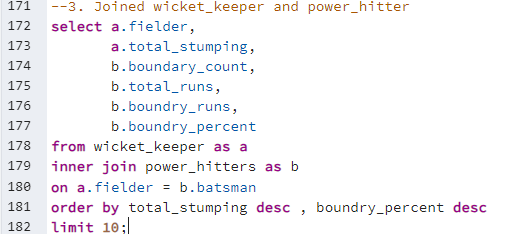 171 --3. Joined wicket_keeper and power_hitter
172 select a.fielder,
173 a.total_stumping,
174 b.boundary_count,
175 b.total_runs,
176 b.boundry_runs,
177 b.boundry_percent
178 from wicket_keeper as a
179 inner join power_hitters as b
180 on a.fielder = b.batsman
181 order by total_stumping desc , boundry_percent desc
182 limit 10;